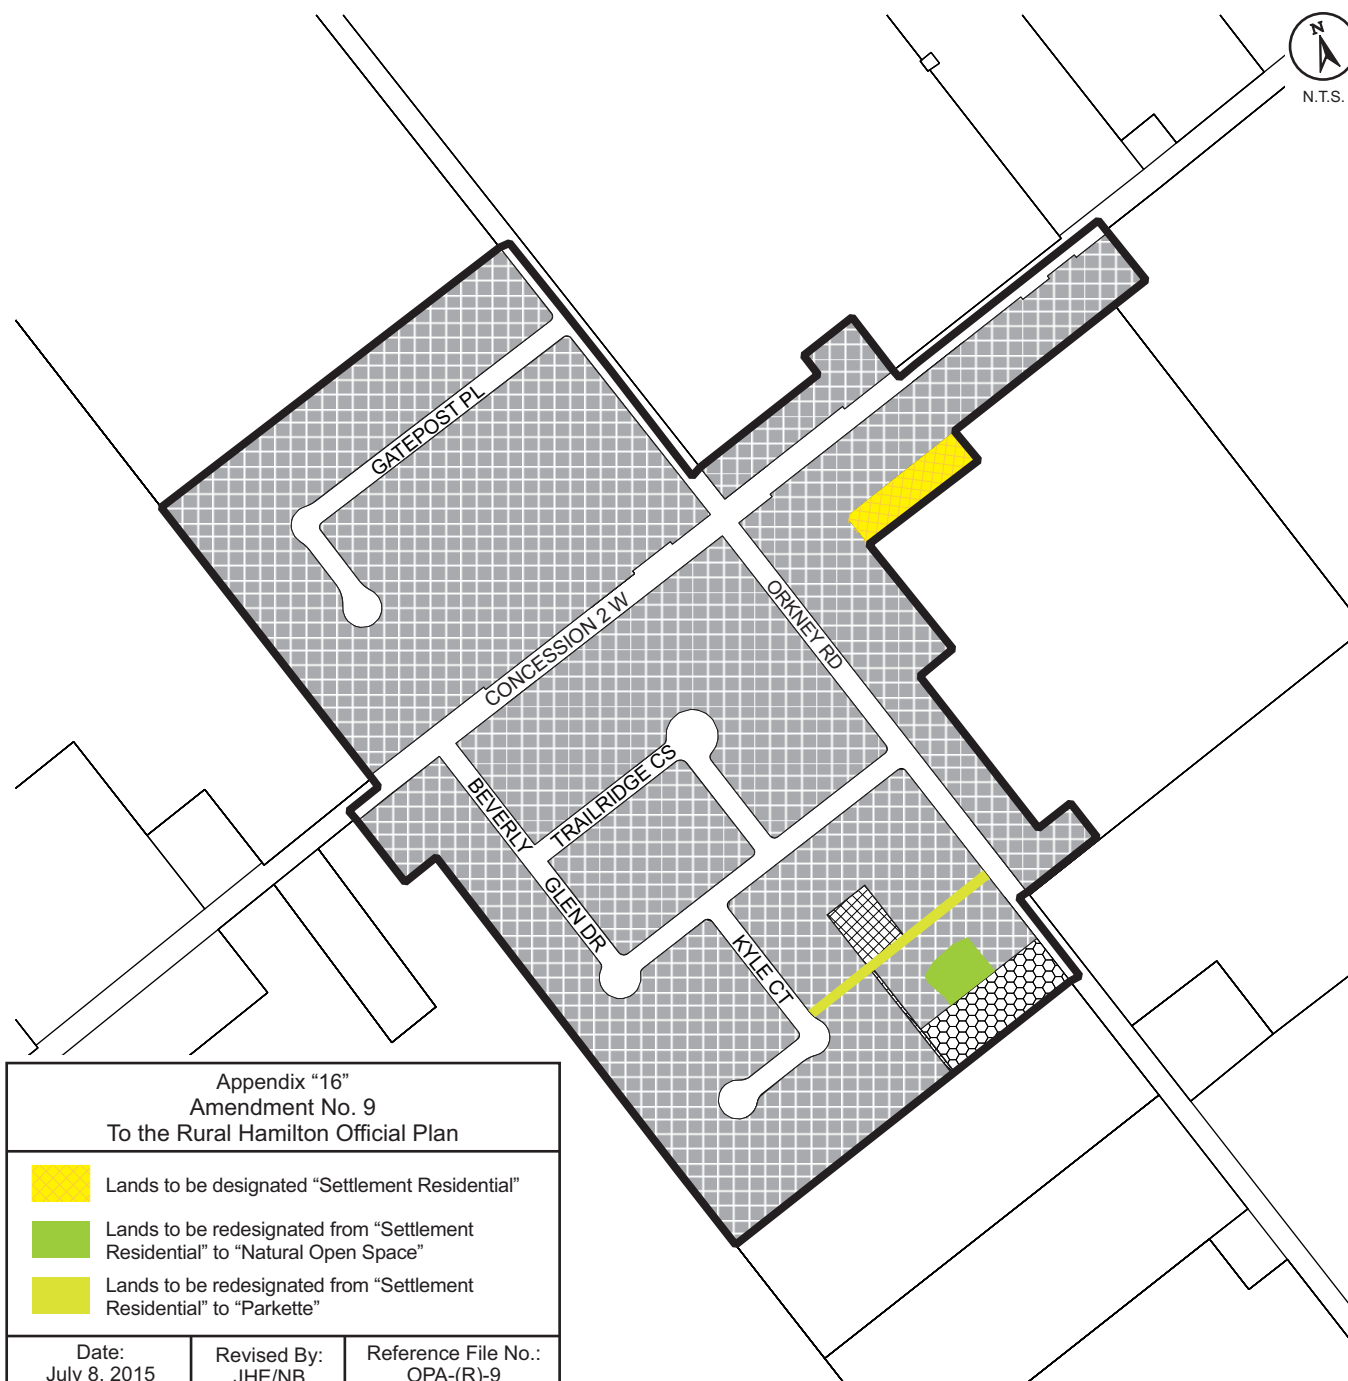 N
N.T.S.
GATEPOST PL
CONCESSION 2 W
ORKNEY RD
TRAILRIDGE CS
BEVERLY
GLEN DR
KYLE CT
Appendix “16”
Amendment No. 9
To the Rural Hamilton Official Plan
Lands to be designated “Settlement Residential”
Lands to be redesignated from “Settlement
Residential” to “Natural Open Space”
Lands to be redesignated from “Settlement
Residential” to “Parkette”
Date:
July 8, 2015
Revised By:
JHE/NB
Reference File No.:
OPA-(R)-9